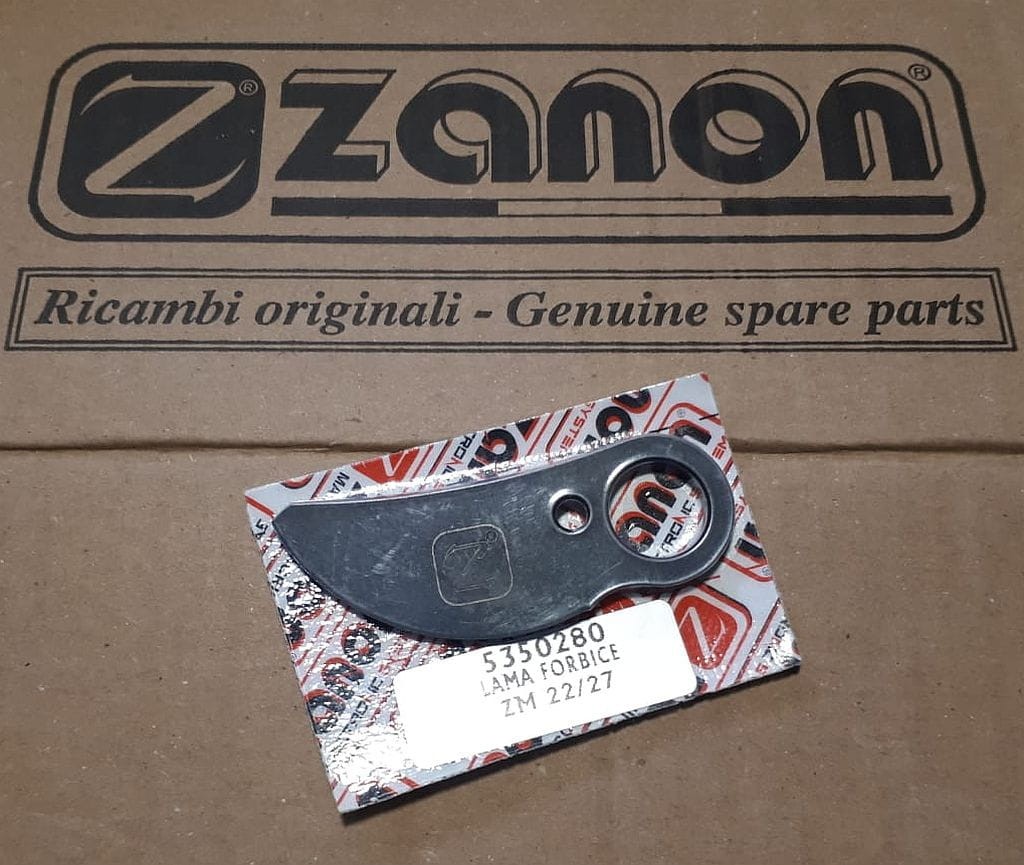 Z® zanon®
Ricambi originali - Genuine spare parts
Z®
5350280
LAMA FORBICE
ZM 22/27